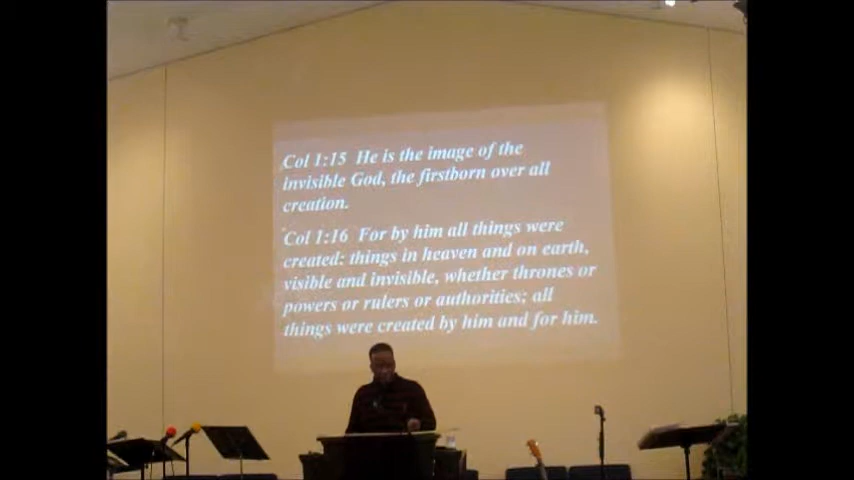 Col 1:15 He is the image of the
invisible God, the firstborn over all
creation.
Col 1:16 For by him all things were
created: things in heaven and on earth,
visible and invisible, whether thrones or
powers or rulers or authorities; all
things were created by him and for him.